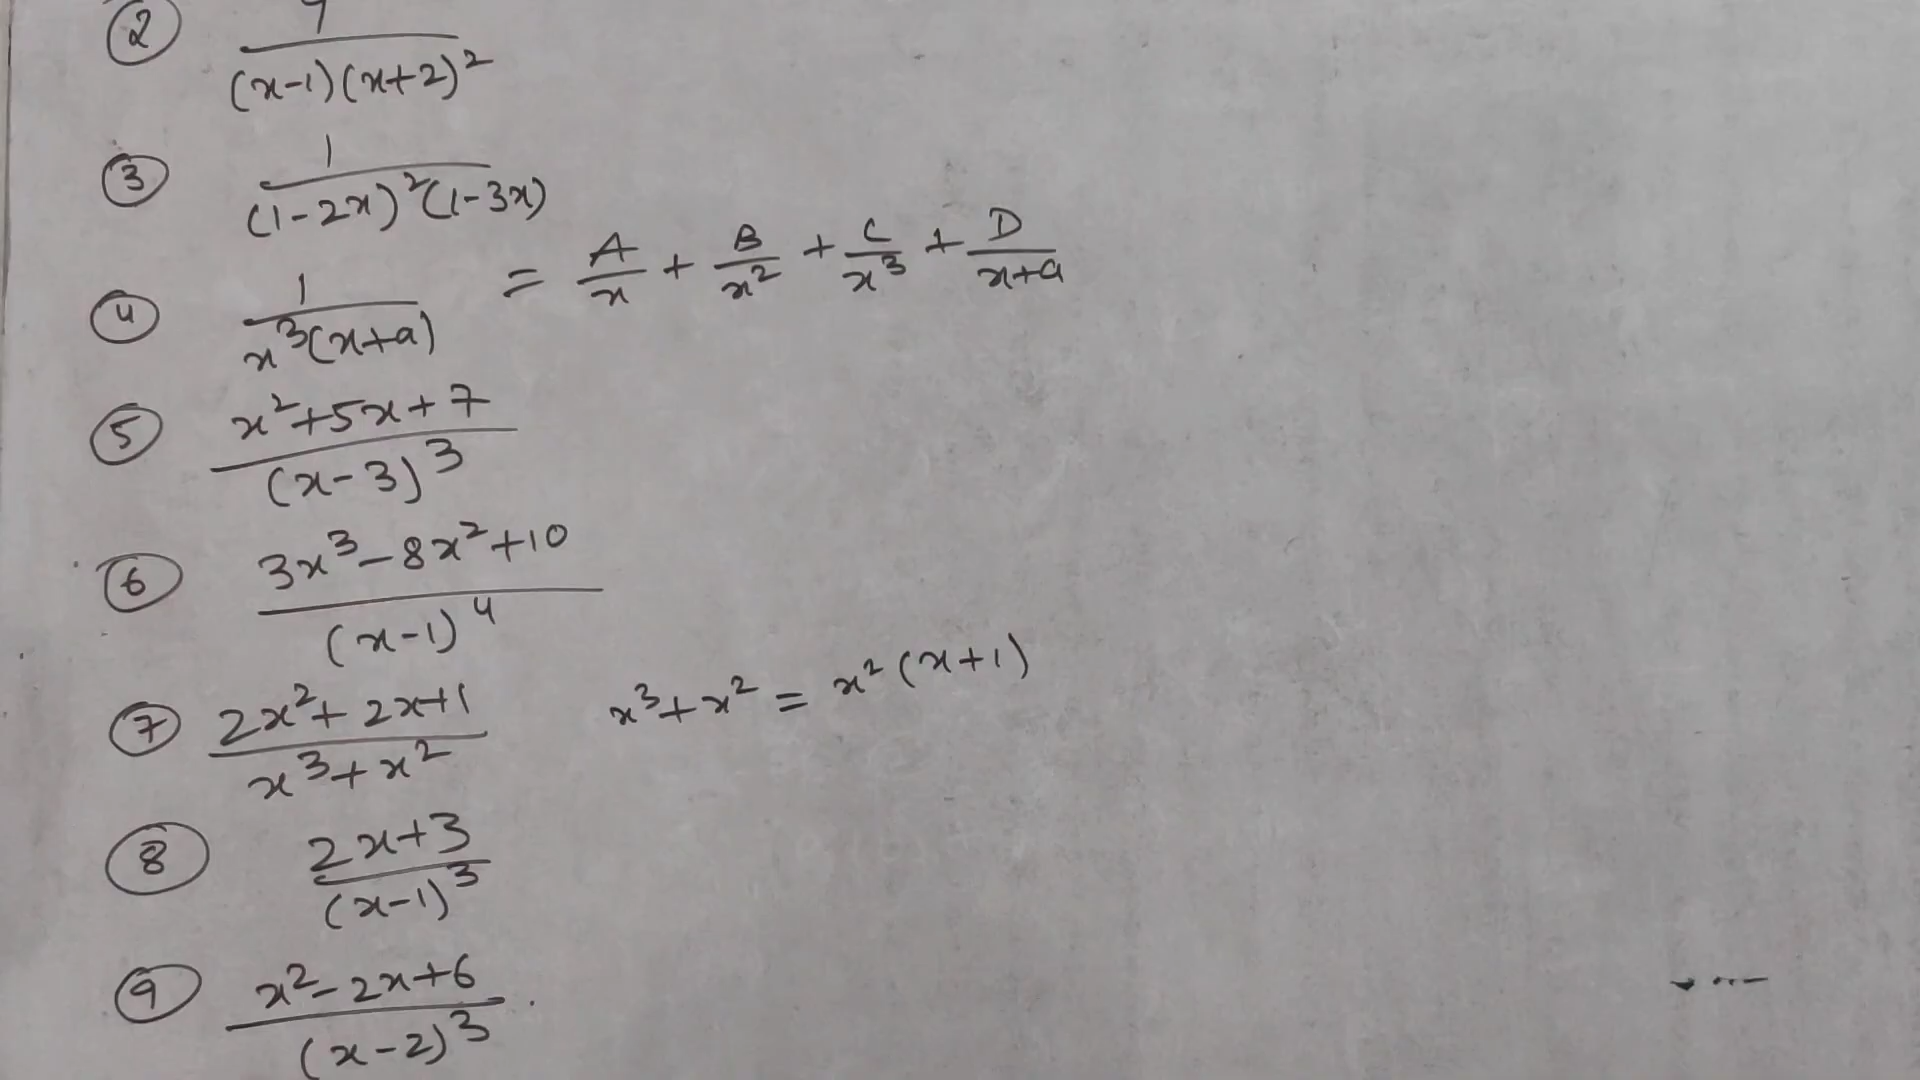 ② / (x-1)(x+2)²
③ 1 / (1-2x)²(1-3x)
④ 1 / x³(x+a) = A/x + B/x² + C/x³ + D/x+a
⑤ x²+5x+7 / (x-3)³
⑥ 3x³-8x²+10 / (x-1)⁴
⑦ 2x²+2x+1 / x³+x² x³+x² = x²(x+1)
⑧ 2x+3 / (x-1)³
⑨ x²-2x+6 / (x-2)³.